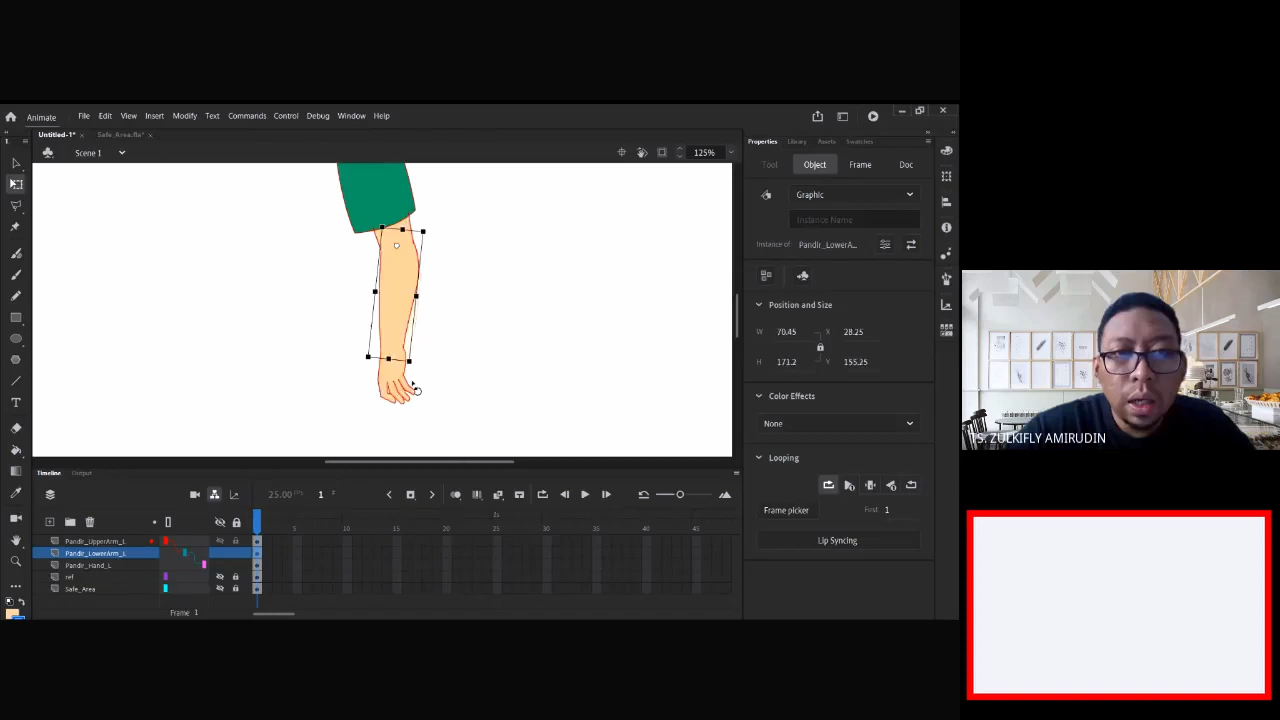 Animate File Edit View Insert Modify Text Commands Control Debug Window Help
Untitled-1* Safe_Area.fla*
Scene 1
125%
Properties Library Assets Swatches
Tool Object Frame Doc
Graphic
Instance Name
Instance of: Pandir_LowerA...
Position and Size
W 70.45 X 28.25
H 171.2 Y 155.25
Color Effects
None
Looping
Frame picker First 1
Lip Syncing
Timeline Output
25.00 FPS 1 F
1s
5 10 15 20 25 30 35 40 45
Pandir_UpperArm_L
Pandir_LowerArm_L
Pandir_Hand_L
ref
Safe_Area
Frame 1
TS. ZULKIFLY AMIRUDIN